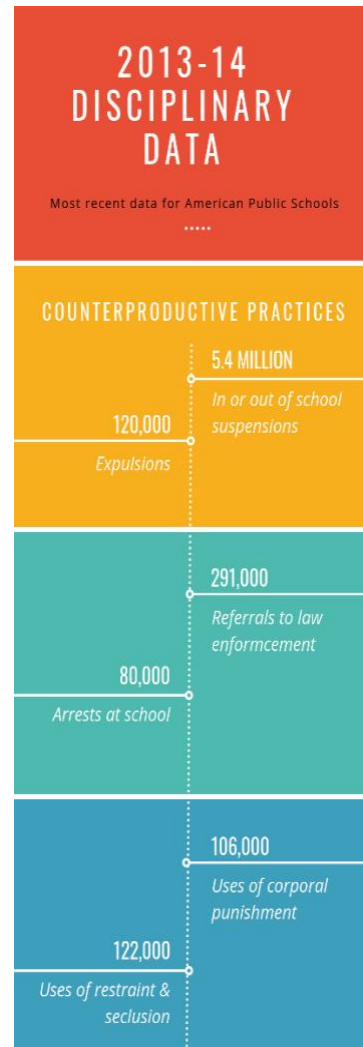 2013-14
DISCIPLINARY
DATA
Most recent data for American Public Schools
COUNTERPRODUCTIVE PRACTICES
5.4 MILLION
In or out of school
suspensions
120,000
Expulsions
291,000
Referrals to law
enformcement
80,000
Arrests at school
106,000
Uses of corporal
punishment
122,000
Uses of restraint &
seclusion